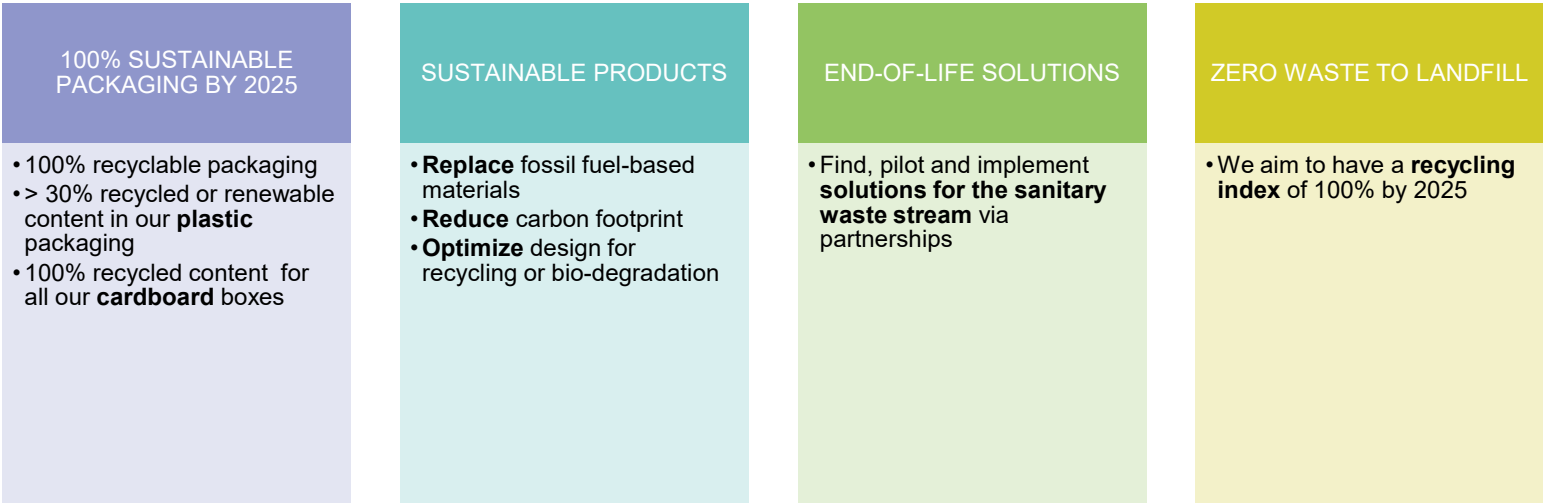 100% SUSTAINABLE
PACKAGING BY 2025
• 100% recyclable packaging
• > 30% recycled or renewable
content in our plastic
packaging
• 100% recycled content for
all our cardboard boxes
SUSTAINABLE PRODUCTS
• Replace fossil fuel-based
materials
• Reduce carbon footprint
• Optimize design for
recycling or bio-degradation
END-OF-LIFE SOLUTIONS
• Find, pilot and implement
solutions for the sanitary
waste stream via
partnerships
ZERO WASTE TO LANDFILL
• We aim to have a recycling
index of 100% by 2025